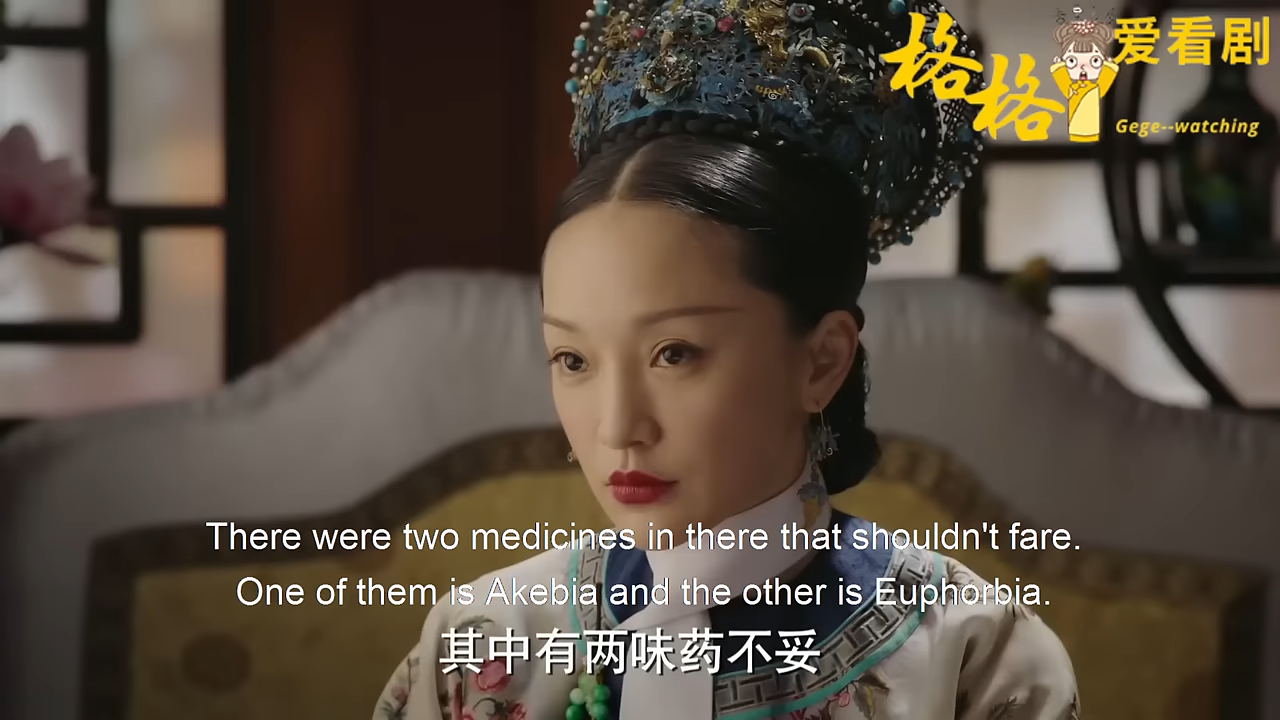 格格
爱看剧
Gege--watching
There were two medicines in there that shouldn't fare.
One of them is Akebia and the other is Euphorbia.
其中有两味药不妥